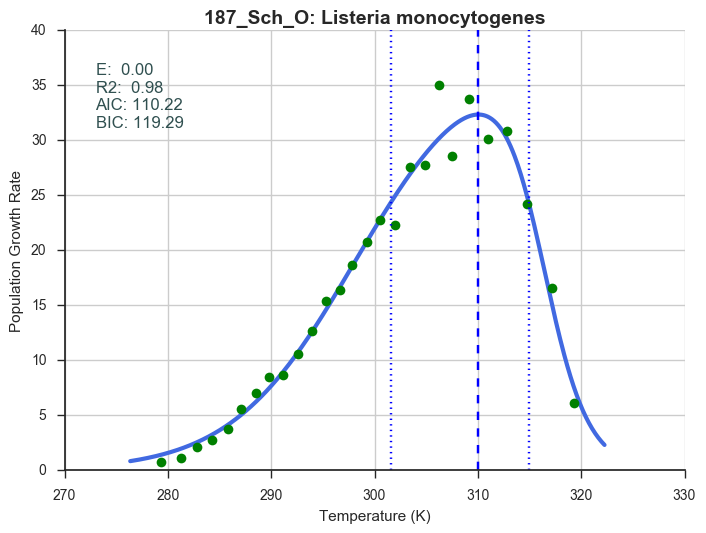 187_Sch_O: Listeria monocytogenes
E: 0.00
R2: 0.98
AIC: 110.22
BIC: 119.29
Population Growth Rate
40
35
30
25
20
15
10
5
0
270 280 290 300 310 320 330
Temperature (K)